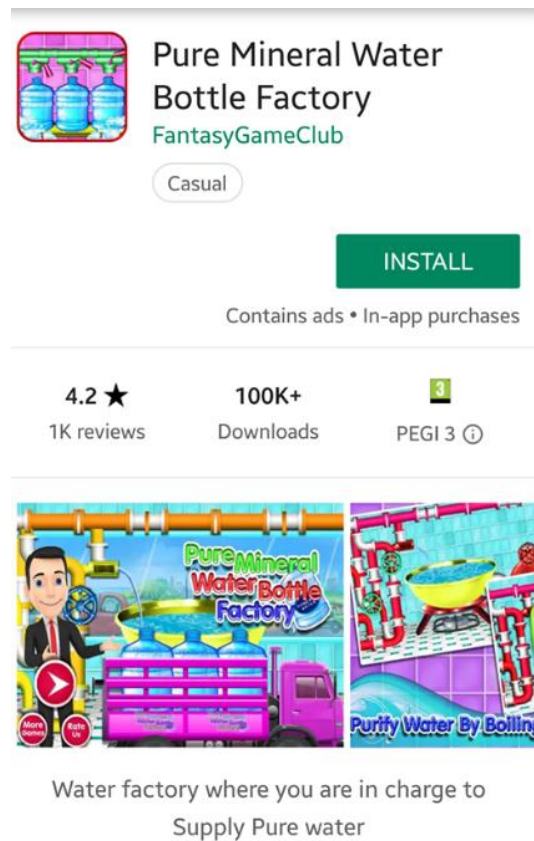 Pure Mineral Water
Bottle Factory
FantasyGameClub
Casual
INSTALL
Contains ads • In-app purchases
4.2 ★
1K reviews
100K+
Downloads
3
PEGI 3
Pure Mineral
Water Bottle
Factory
More
Games
Rate
Us
Purify Water By Boiling
Water factory where you are in charge to
Supply Pure water